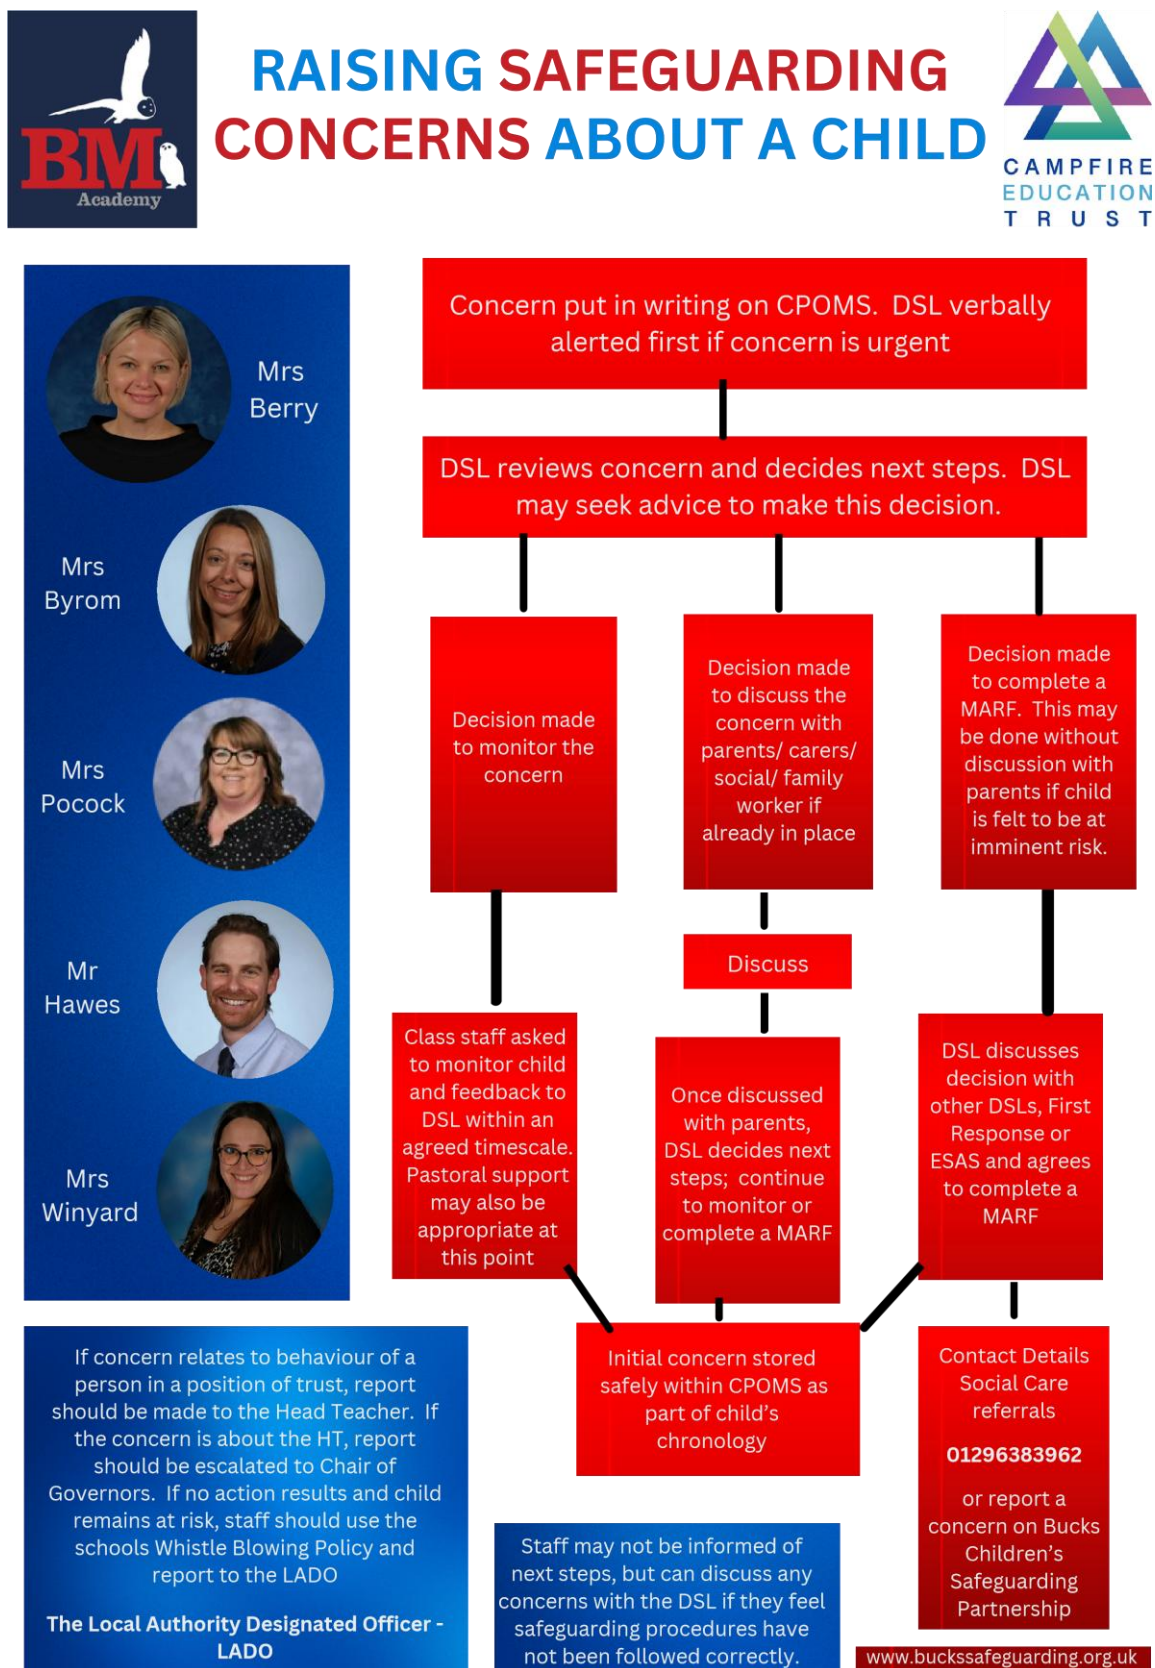 BM
Academy
RAISING SAFEGUARDING
CONCERNS ABOUT A CHILD
CAMPFIRE
EDUCATION
TRUST
Mrs
Berry
Mrs
Byrom
Mrs
Pocock
Mr
Hawes
Mrs
Winyard
Concern put in writing on CPOMS. DSL verbally
alerted first if concern is urgent
DSL reviews concern and decides next steps. DSL
may seek advice to make this decision.
Decision made
to monitor the
concern
Decision made
to discuss the
concern with
parents/ carers/
social/ family
worker if
already in place
Decision made
to complete a
MARF. This may
be done without
discussion with
parents if child
is felt to be at
imminent risk.
Discuss
Class staff asked
to monitor child
and feedback to
DSL within an
agreed timescale.
Pastoral support
may also be
appropriate at
this point
Once discussed
with parents,
DSL decides next
steps; continue
to monitor or
complete a MARF
DSL discusses
decision with
other DSLs, First
Response or
ESAS and agrees
to complete a
MARF
Initial concern stored
safely within CPOMS as
part of child's
chronology
Contact Details
Social Care
referrals
01296383962
or report a
concern on Bucks
Children's
Safeguarding
Partnership
www.buckssafeguarding.org.uk
If concern relates to behaviour of a
person in a position of trust, report
should be made to the Head Teacher. If
the concern is about the HT, report
should be escalated to Chair of
Governors. If no action results and child
remains at risk, staff should use the
schools Whistle Blowing Policy and
report to the LADO
The Local Authority Designated Officer -
LADO
Staff may not be informed of
next steps, but can discuss any
concerns with the DSL if they feel
safeguarding procedures have
not been followed correctly.